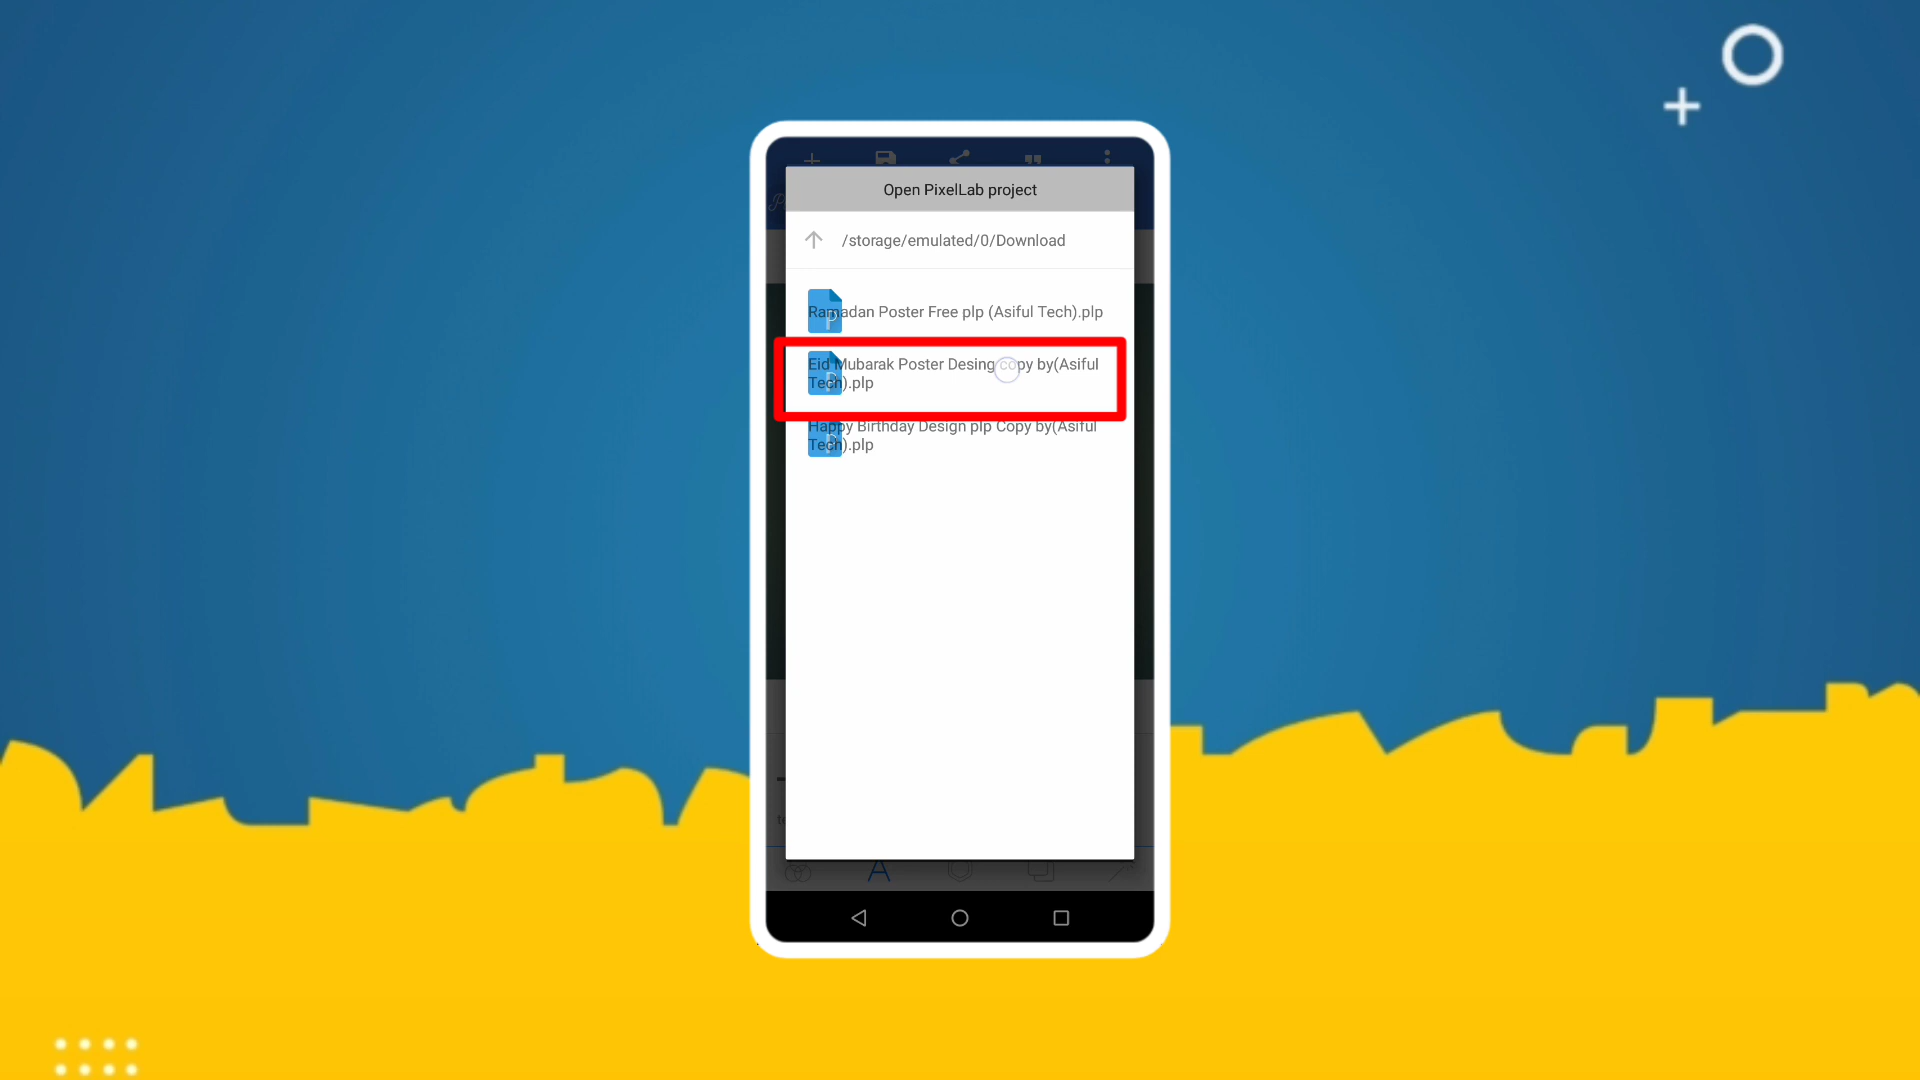 Open PixelLab project
/storage/emulated/0/Download
Ramadan Poster Free plp (Asiful Tech).plp
Eid Mubarak Poster Desing copy by(Asiful
Tech).plp
Happy Birthday Design plp Copy by(Asiful
Tech).plp